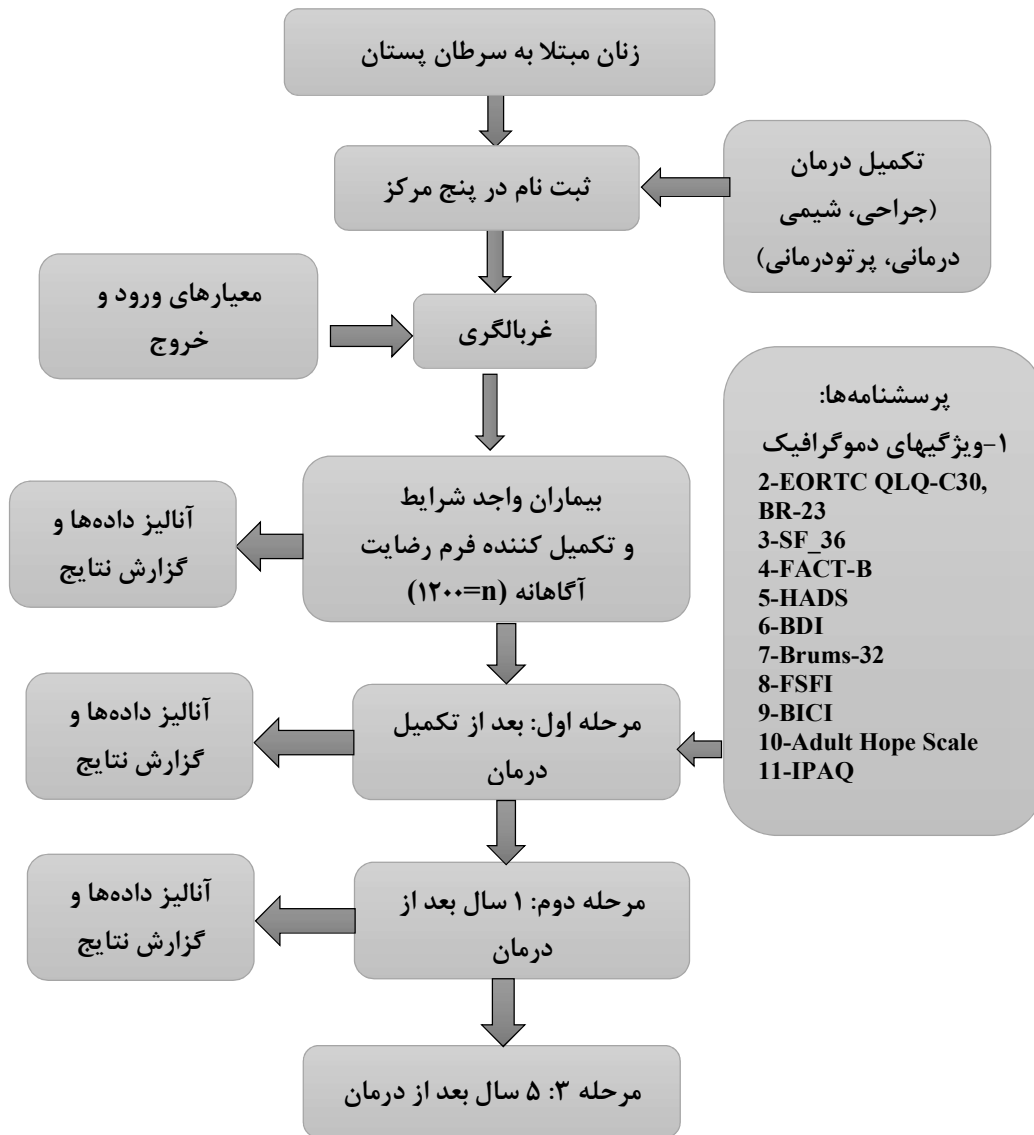 زنان مبتلا به سرطان پستان
ثبت نام در پنج مرکز
تکمیل درمان
(جراحی، شیمی
درمانی، پرتودرمانی)
معیارهای ورود و
خروج
غربالگری
پرسشنامه‌ها:
۱-ویژگیهای دموگرافیک
2-EORTC QLQ-C30,
BR-23
3-SF_36
4-FACT-B
5-HADS
6-BDI
7-Brums-32
8-FSFI
9-BICI
10-Adult Hope Scale
11-IPAQ
بیماران واجد شرایط
و تکمیل کننده فرم رضایت
آگاهانه (n=۱۲۰۰)
آنالیز داده‌ها و
گزارش نتایج
مرحله اول: بعد از تکمیل
درمان
آنالیز داده‌ها و
گزارش نتایج
مرحله دوم: ۱ سال بعد از
درمان
آنالیز داده‌ها و
گزارش نتایج
مرحله ۳: ۵ سال بعد از درمان